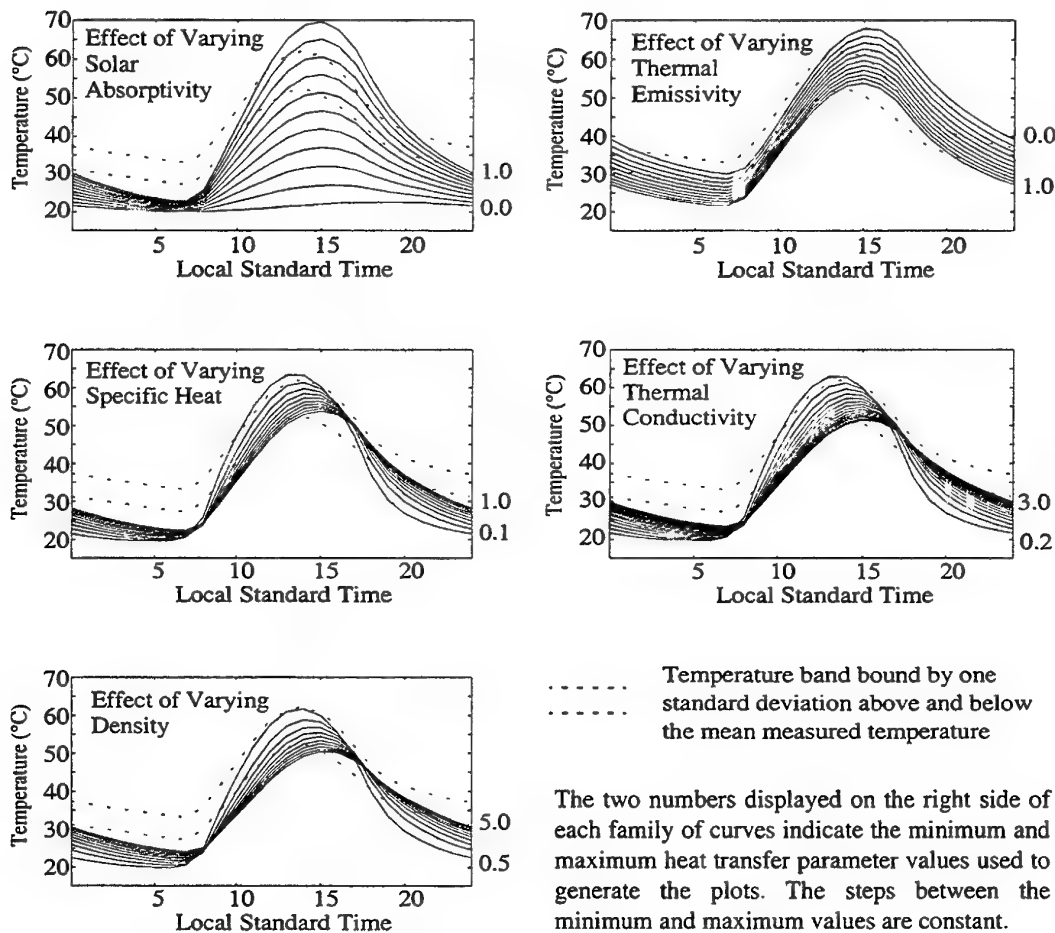 70
60
50
40
30
20
Temperature (°C)
Effect of Varying
Solar
Absorptivity
1.0
0.0
5 10 15 20
Local Standard Time
70
60
50
40
30
20
Temperature (°C)
Effect of Varying
Thermal
Emissivity
0.0
1.0
5 10 15 20
Local Standard Time
70
60
50
40
30
20
Temperature (°C)
Effect of Varying
Specific Heat
1.0
0.1
5 10 15 20
Local Standard Time
70
60
50
40
30
20
Temperature (°C)
Effect of Varying
Thermal
Conductivity
3.0
0.2
5 10 15 20
Local Standard Time
70
60
50
40
30
20
Temperature (°C)
Effect of Varying
Density
5.0
0.5
5 10 15 20
Local Standard Time
Temperature band bound by one
standard deviation above and below
the mean measured temperature
The two numbers displayed on the right side of
each family of curves indicate the minimum and
maximum heat transfer parameter values used to
generate the plots. The steps between the
minimum and maximum values are constant.